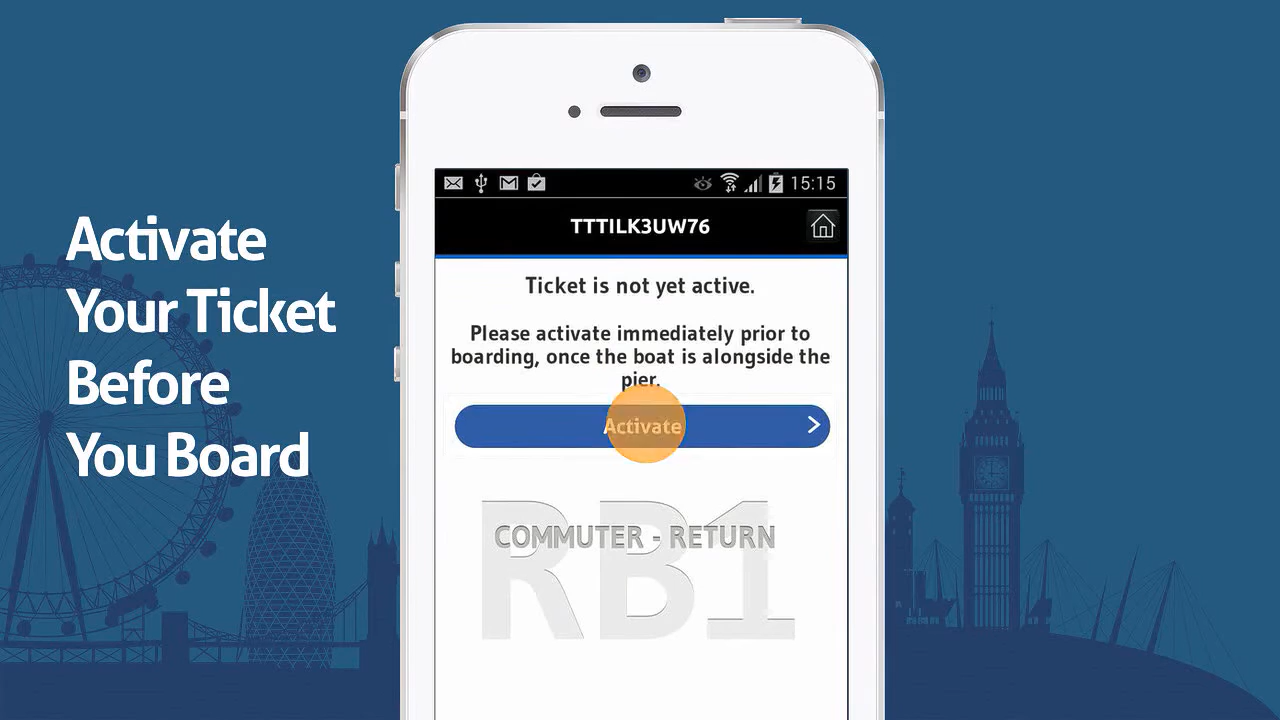 Activate
Your Ticket
Before
You Board
15:15
TTTILK3UW76
Ticket is not yet active.
Please activate immediately prior to
boarding, once the boat is alongside the
pier.
Activate
RB1
COMMUTER - RETURN